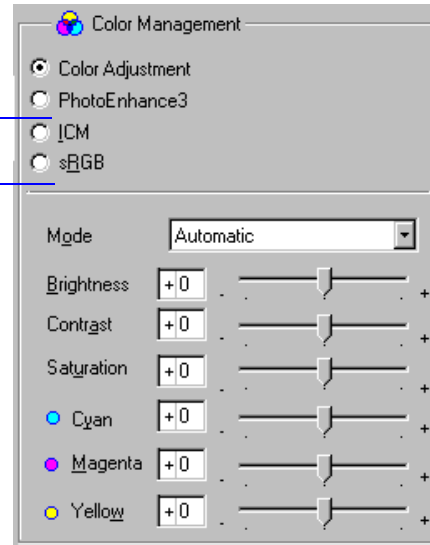 Color Management
Color Adjustment
PhotoEnhance3
ICM
sRGB
Mode Automatic
Brightness +0 - +
Contrast +0 - +
Saturation +0 - +
Cyan +0 - +
Magenta +0 - +
Yellow +0 - +